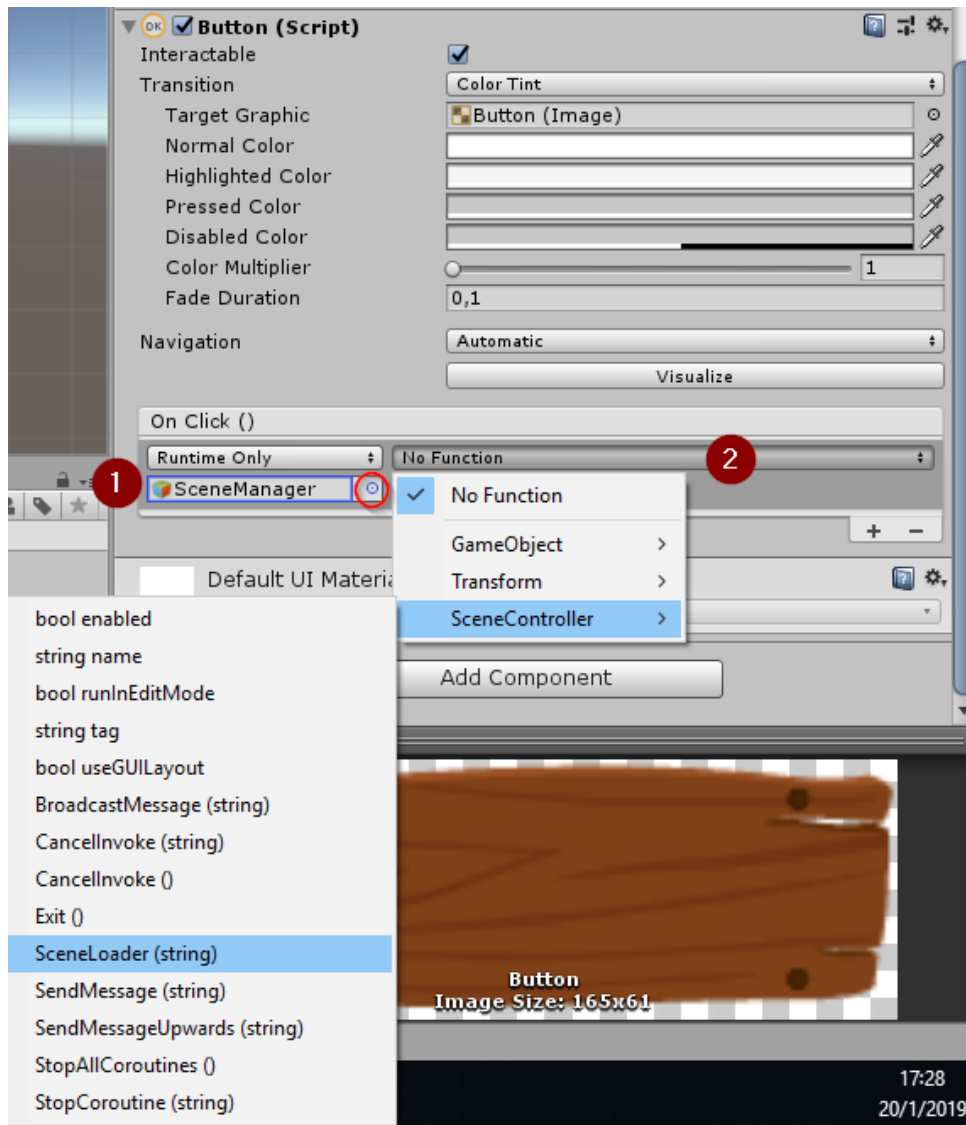 OK Button (Script)
Interactable
Transition Color Tint
Target Graphic Button (Image)
Normal Color
Highlighted Color
Pressed Color
Disabled Color
Color Multiplier 1
Fade Duration 0,1
Navigation Automatic
Visualize
On Click ()
Runtime Only No Function 2
1 SceneManager
No Function
GameObject
Transform
SceneController
+ −
Default UI Materi
Add Component
bool enabled
string name
bool runInEditMode
string tag
bool useGUILayout
BroadcastMessage (string)
CancelInvoke (string)
CancelInvoke ()
Exit ()
SceneLoader (string)
SendMessage (string)
SendMessageUpwards (string)
StopAllCoroutines ()
StopCoroutine (string)
Button
Image Size: 165x61
17:28
20/1/2019